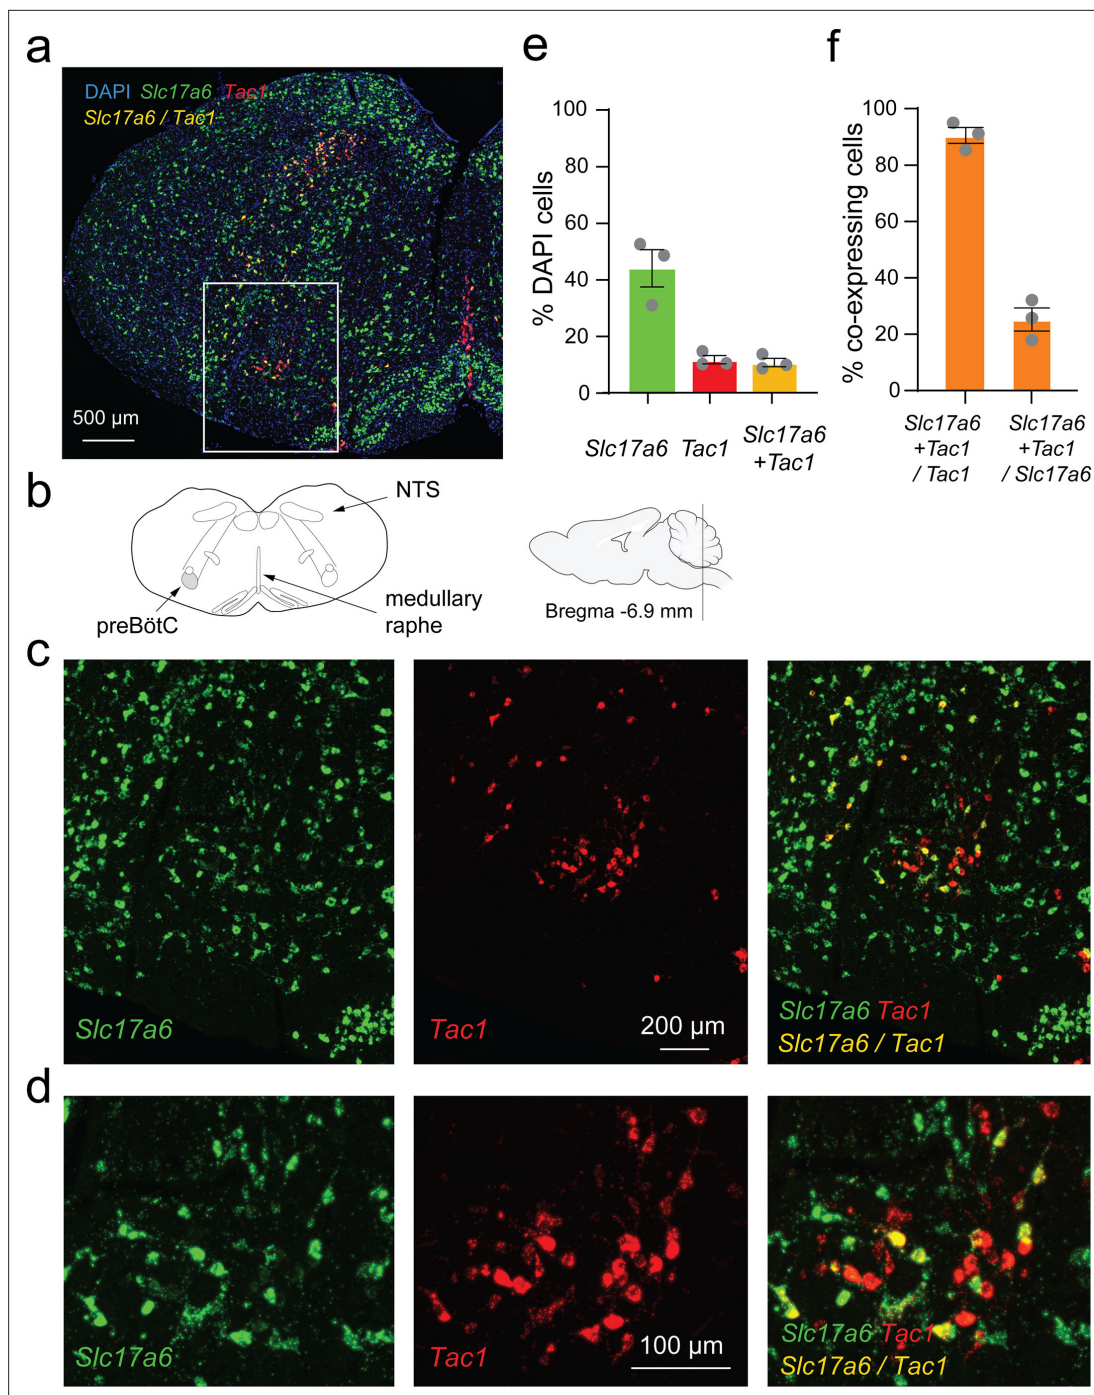 a
DAPI Slc17a6 Tac1
Slc17a6 / Tac1
500 µm
e
% DAPI cells
100
80
60
40
20
0
Slc17a6
Tac1
Slc17a6
+Tac1
f
% co-expressing cells
100
80
60
40
20
0
Slc17a6
+Tac1
/ Tac1
Slc17a6
+Tac1
/ Slc17a6
b
NTS
preBötC
medullary
raphe
Bregma -6.9 mm
c
Slc17a6
Tac1
200 µm
Slc17a6 Tac1
Slc17a6 / Tac1
d
Slc17a6
Tac1
100 µm
Slc17a6 Tac1
Slc17a6 / Tac1